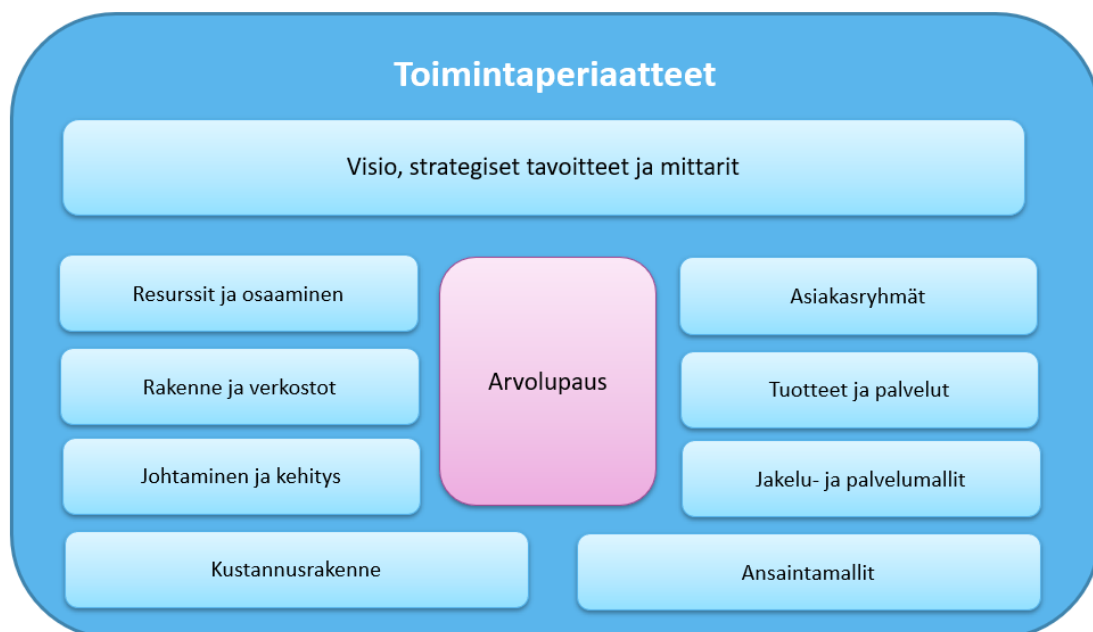 Toimintaperiaatteet
Visio, strategiset tavoitteet ja mittarit
Resurssit ja osaaminen
Rakenne ja verkostot
Johtaminen ja kehitys
Arvolupaus
Asiakasryhmät
Tuotteet ja palvelut
Jakelu- ja palvelumallit
Kustannusrakenne
Ansaintamallit